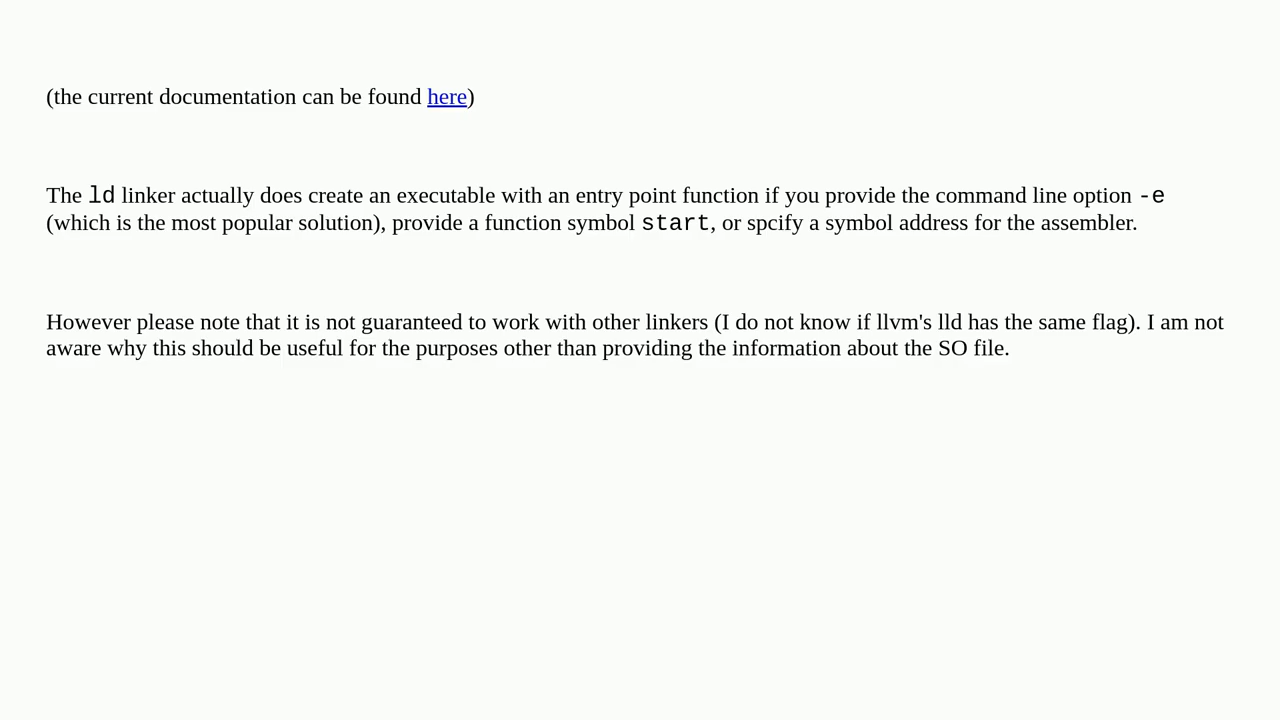 (the current documentation can be found here)
The ld linker actually does create an executable with an entry point function if you provide the command line option -e
(which is the most popular solution), provide a function symbol start, or spcify a symbol address for the assembler.
However please note that it is not guaranteed to work with other linkers (I do not know if llvm's lld has the same flag). I am not
aware why this should be useful for the purposes other than providing the information about the SO file.